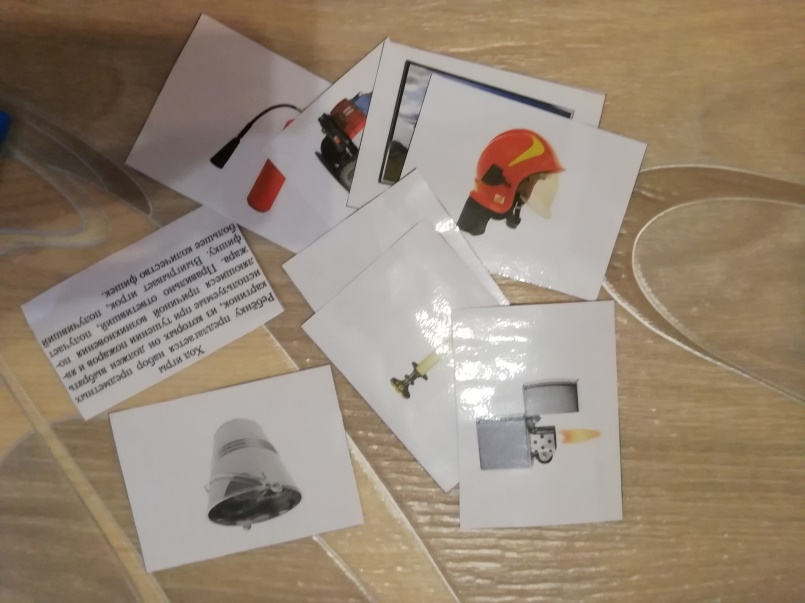 Ход игры
Ребёнку предлагается набор предметных
картинок, из которых он должен выбрать
используемые при тушении пожаров и яв-
ляющиеся причиной возникновения по-
жара. Правильно ответивший, получает
фишку. Выигрывает игрок, получивший
большее количество фишек.